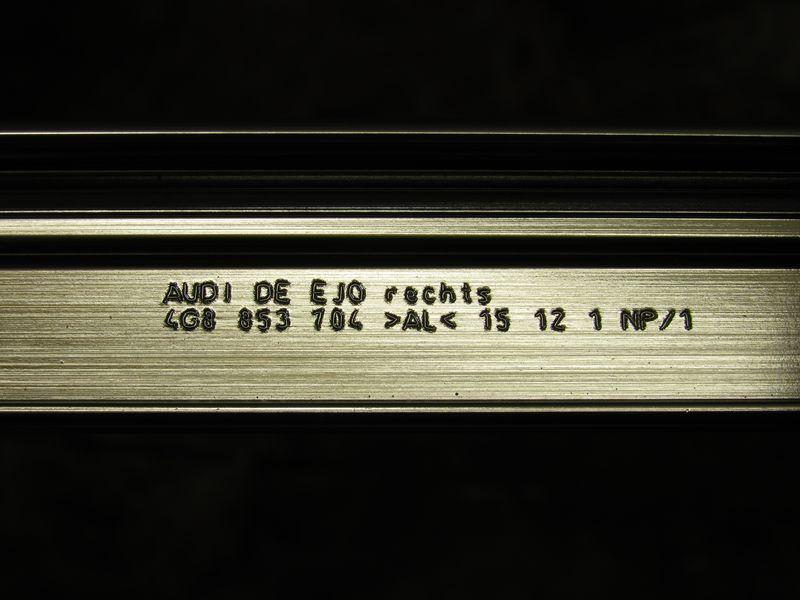 AUDI DE EJO rechts
4G8 853 704 >AL< 15 12 1 NP/1